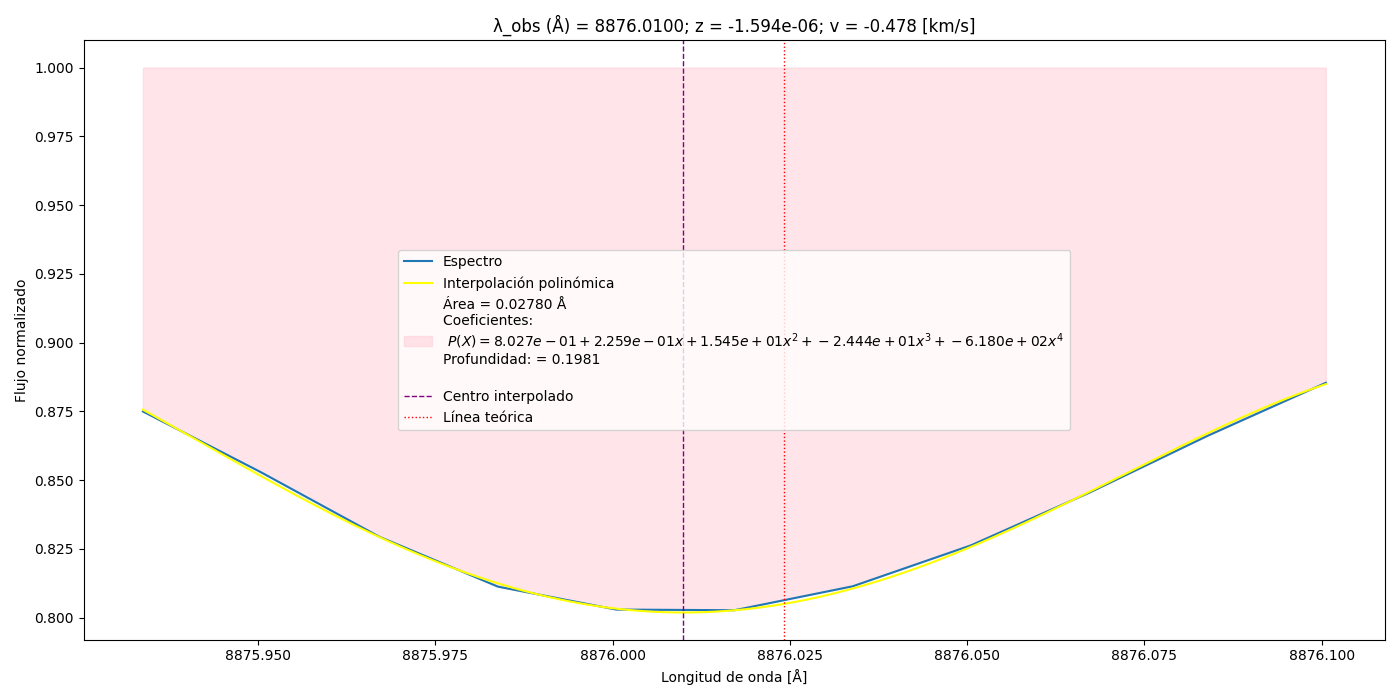 λ_obs (Å) = 8876.0100; z = -1.594e-06; v = -0.478 [km/s]
Flujo normalizado
1.000
0.975
0.950
0.925
0.900
0.875
0.850
0.825
0.800
Espectro
Interpolación polinómica
Área = 0.02780 Å
Coeficientes:
P(X) = 8.027e − 01 + 2.259e − 01x + 1.545e + 01x² + −2.444e + 01x³ + −6.180e + 02x⁴
Profundidad: = 0.1981
Centro interpolado
Línea teórica
8875.950 8875.975 8876.000 8876.025 8876.050 8876.075 8876.100
Longitud de onda [Å]